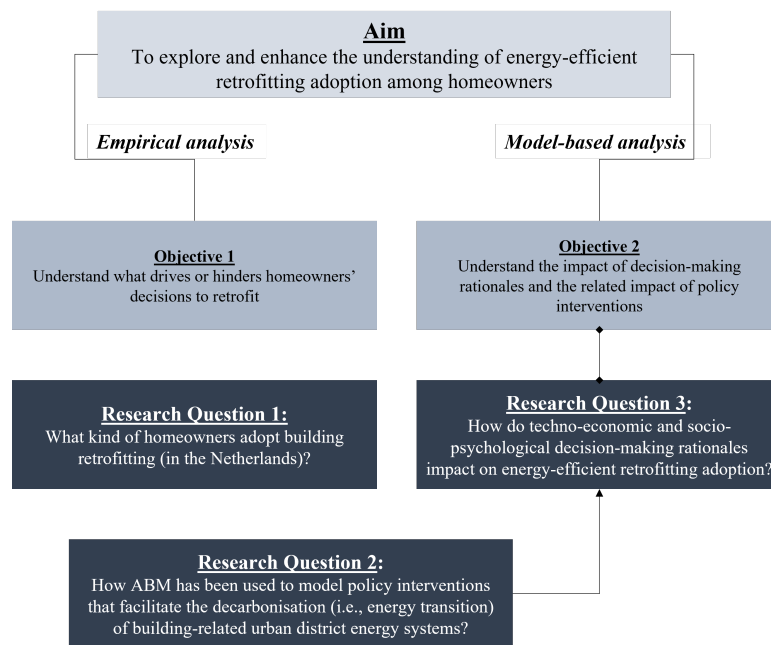 Aim
To explore and enhance the understanding of energy-efficient
retrofitting adoption among homeowners
Empirical analysis
Model-based analysis
Objective 1
Understand what drives or hinders homeowners’
decisions to retrofit
Objective 2
Understand the impact of decision-making
rationales and the related impact of policy
interventions
Research Question 1:
What kind of homeowners adopt building
retrofitting (in the Netherlands)?
Research Question 3:
How do techno-economic and socio-
psychological decision-making rationales
impact on energy-efficient retrofitting adoption?
Research Question 2:
How ABM has been used to model policy interventions
that facilitate the decarbonisation (i.e., energy transition)
of building-related urban district energy systems?